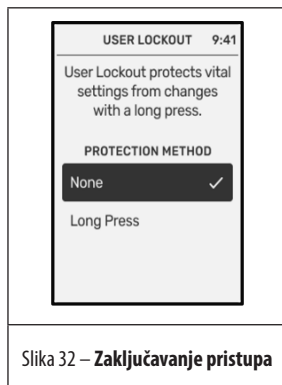 USER LOCKOUT 9:41
User Lockout protects vital
settings from changes
with a long press.
PROTECTION METHOD
None
Long Press
Slika 32 – Zaključavanje pristupa